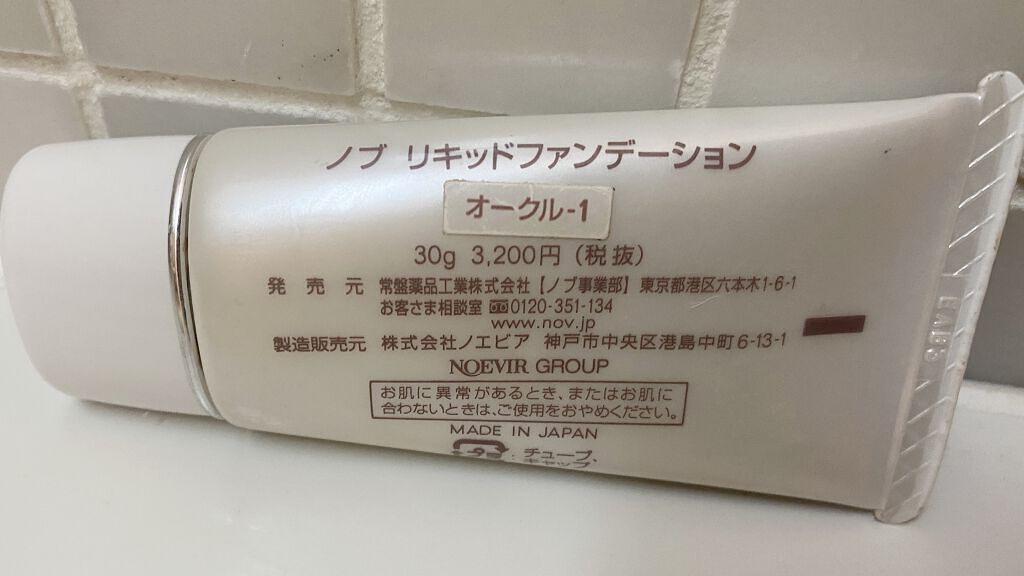 ノブ リキッドファンデーション
オークル-1
30g 3,200円(税抜)
発売元 常盤薬品工業株式会社【ノブ事業部】東京都港区六本木1-6-1
お客さま相談室 0120-351-134
www.nov.jp
製造販売元 株式会社ノエビア 神戸市中央区港島中町6-13-1
NOEVIR GROUP
お肌に異常があるとき、またはお肌に
合わないときは、ご使用をおやめください。
MADE IN JAPAN
: チューブ、
キャップ